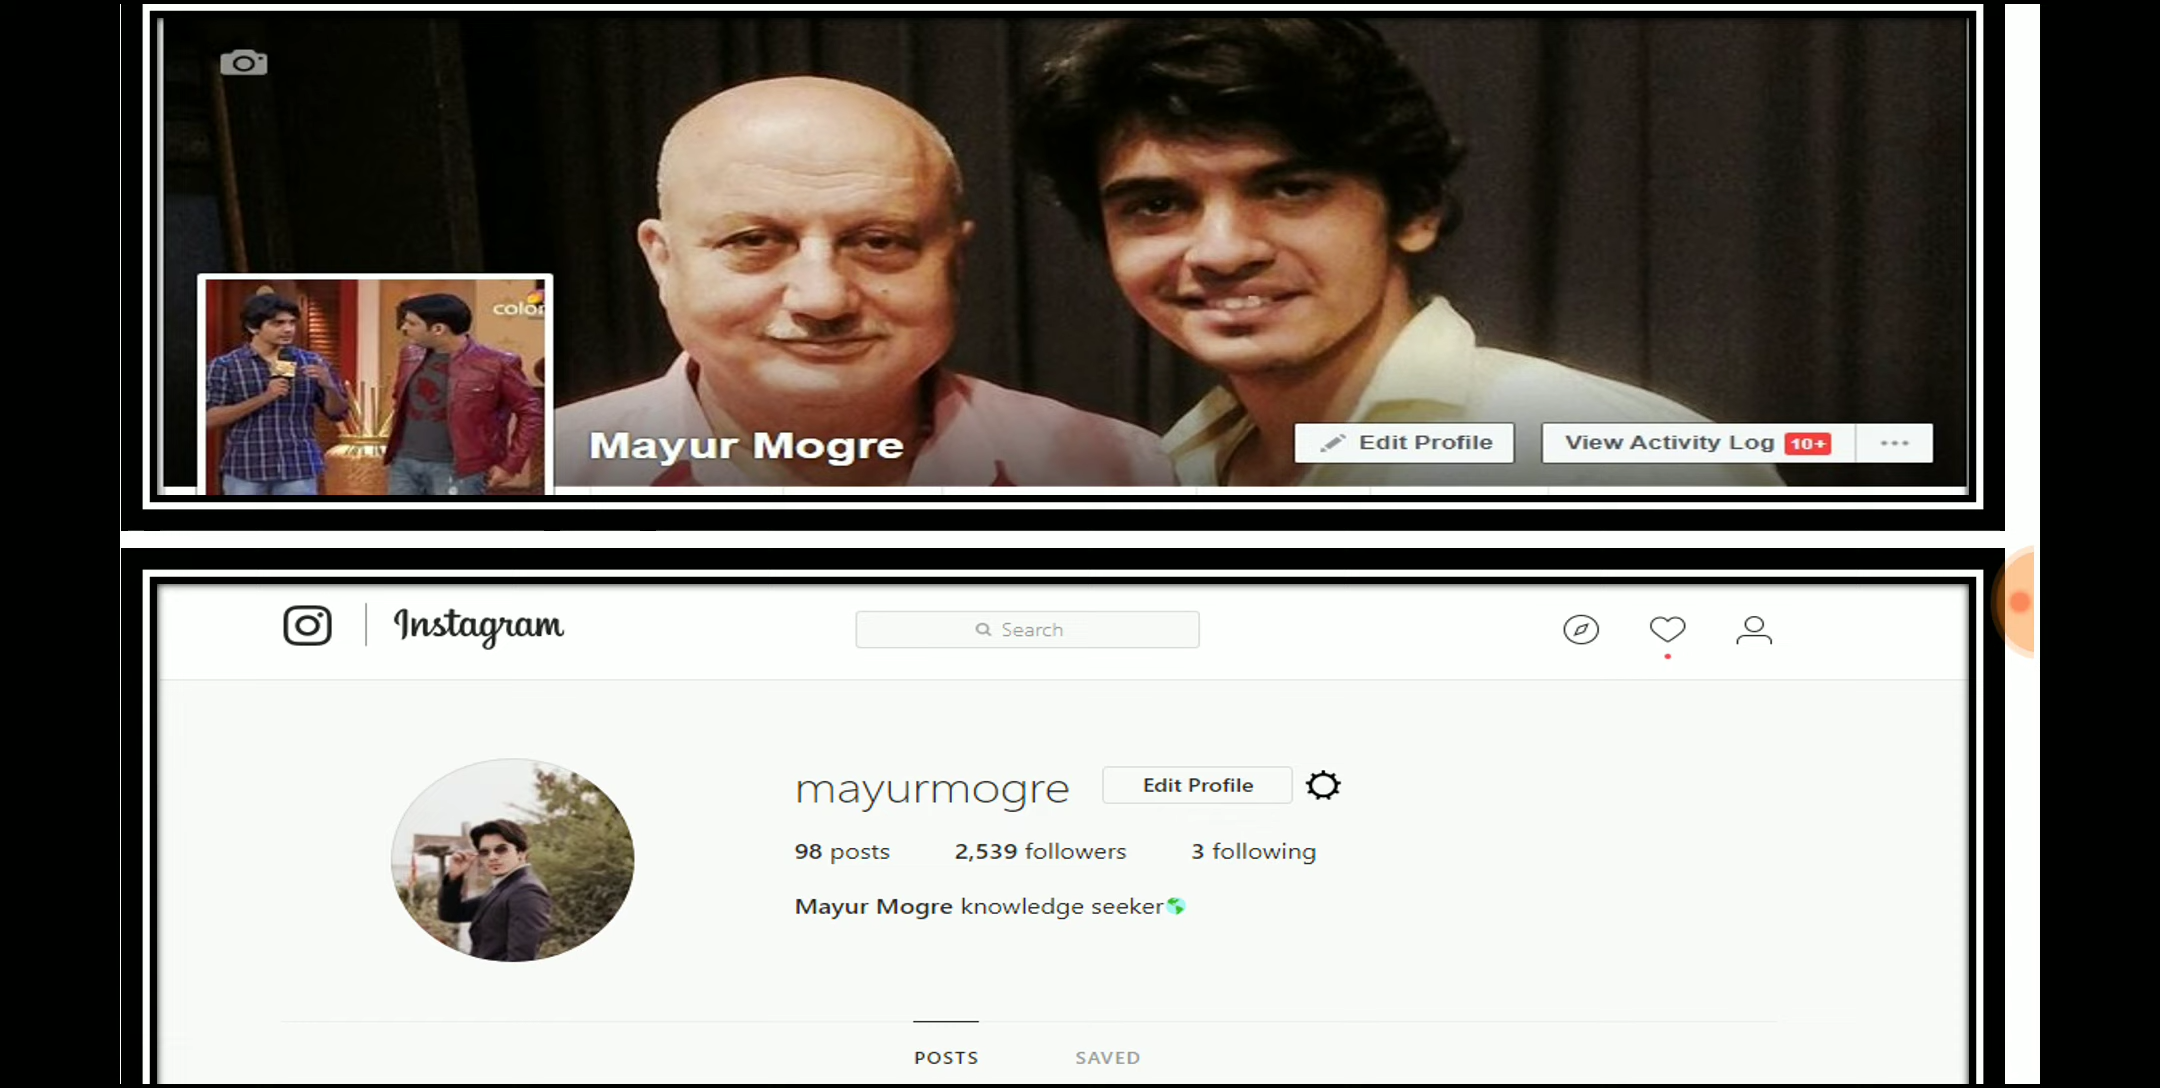 color
Mayur Mogre
Edit Profile
View Activity Log 10+
Instagram
Search
mayurmogre
Edit Profile
98 posts 2,539 followers 3 following
Mayur Mogre knowledge seeker
POSTS SAVED